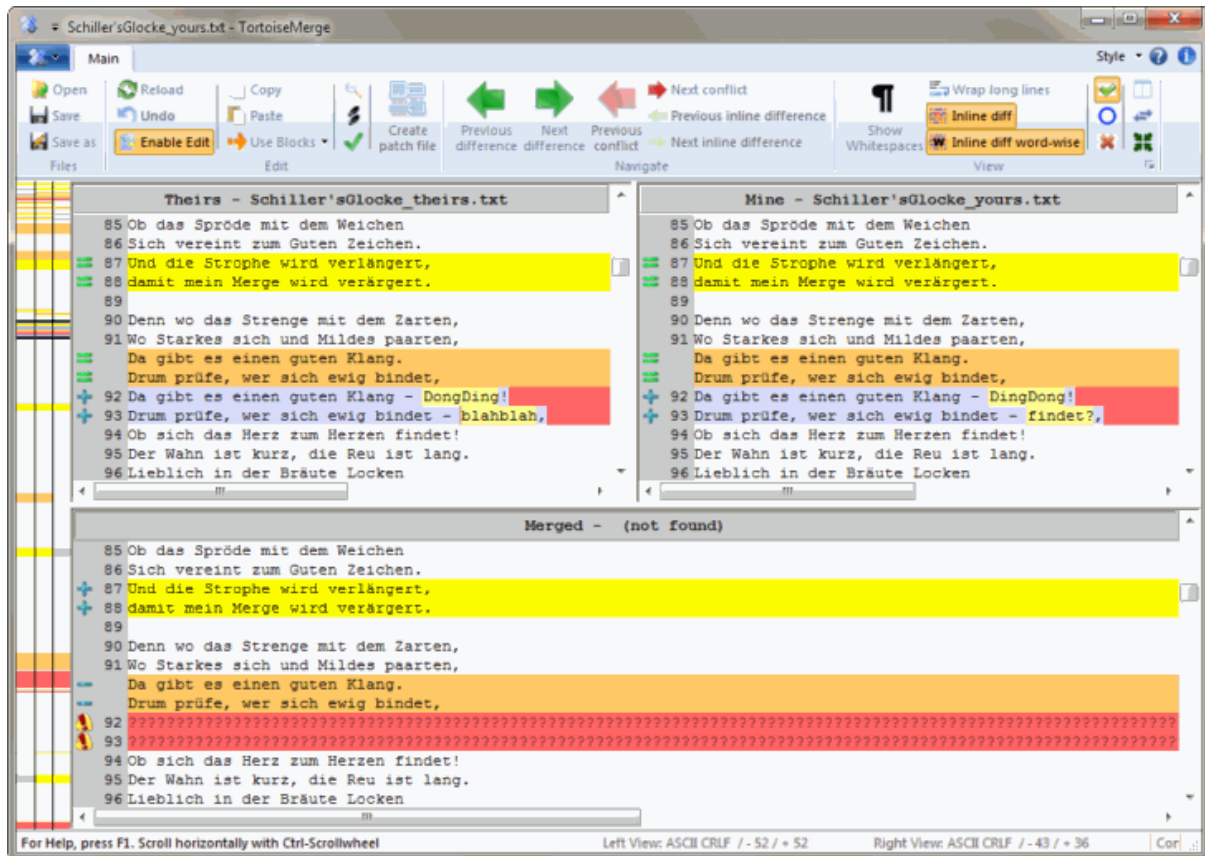 Schiller'sGlocke_yours.txt - TortoiseMerge
Main
Style
Open
Save
Save as
Files
Reload
Undo
Enable Edit
Copy
Paste
Use Blocks
Edit
Create patch file
Previous difference
Next difference
Previous conflict
Next conflict
Previous inline difference
Next inline difference
Navigate
Show Whitespaces
Wrap long lines
Inline diff
Inline diff word-wise
View
Theirs - Schiller'sGlocke_theirs.txt
85 Ob das Spröde mit dem Weichen
86 Sich vereint zum Guten Zeichen.
87 Und die Strophe wird verlängert,
88 damit mein Merge wird verärgert.
89
90 Denn wo das Strenge mit dem Zarten,
91 Wo Starkes sich und Mildes paarten,
Da gibt es einen guten Klang.
Drum prüfe, wer sich ewig bindet,
92 Da gibt es einen guten Klang - DongDing!
93 Drum prüfe, wer sich ewig bindet - blahblah,
94 Ob sich das Herz zum Herzen findet!
95 Der Wahn ist kurz, die Reu ist lang.
96 Lieblich in der Bräute Locken
Mine - Schiller'sGlocke_yours.txt
85 Ob das Spröde mit dem Weichen
86 Sich vereint zum Guten Zeichen.
87 Und die Strophe wird verlängert,
88 damit mein Merge wird verärgert.
89
90 Denn wo das Strenge mit dem Zarten,
91 Wo Starkes sich und Mildes paarten,
Da gibt es einen guten Klang.
Drum prüfe, wer sich ewig bindet,
92 Da gibt es einen guten Klang - DingDong!
93 Drum prüfe, wer sich ewig bindet - findet?,
94 Ob sich das Herz zum Herzen findet!
95 Der Wahn ist kurz, die Reu ist lang.
96 Lieblich in der Bräute Locken
Merged - (not found)
85 Ob das Spröde mit dem Weichen
86 Sich vereint zum Guten Zeichen.
87 Und die Strophe wird verlängert,
88 damit mein Merge wird verärgert.
89
90 Denn wo das Strenge mit dem Zarten,
91 Wo Starkes sich und Mildes paarten,
Da gibt es einen guten Klang.
Drum prüfe, wer sich ewig bindet,
92 ????????????????????????????????????????????????????????????????????????????????????????????????????
93 ????????????????????????????????????????????????????????????????????????????????????????????????????
94 Ob sich das Herz zum Herzen findet!
95 Der Wahn ist kurz, die Reu ist lang.
96 Lieblich in der Bräute Locken
For Help, press F1. Scroll horizontally with Ctrl-Scrollwheel
Left View: ASCII CRLF / - 52 / + 52
Right View: ASCII CRLF / - 43 / + 36
Cor